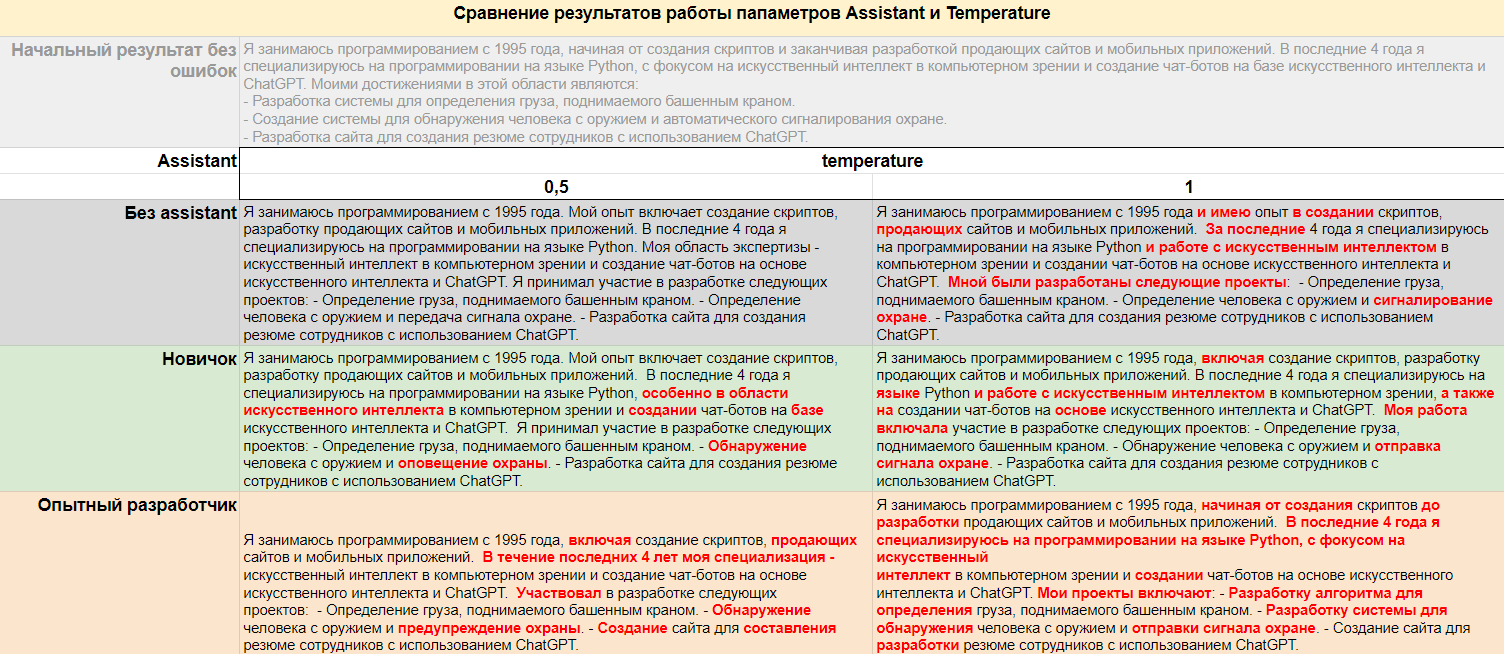 Сравнение результатов работы папаметров Assistant и Temperature
Начальный результат без
ошибок
Я занимаюсь программированием с 1995 года, начиная от создания скриптов и заканчивая разработкой продающих сайтов и мобильных приложений. В последние 4 года я
специализируюсь на программировании на языке Python, с фокусом на искусственный интеллект в компьютерном зрении и создание чат-ботов на базе искусственного интеллекта и
ChatGPT. Моими достижениями в этой области являются:
- Разработка системы для определения груза, поднимаемого башенным краном.
- Создание системы для обнаружения человека с оружием и автоматического сигналирования охране.
- Разработка сайта для создания резюме сотрудников с использованием ChatGPT.
Assistant
temperature
0,5
1
Без assistant
Я занимаюсь программированием с 1995 года. Мой опыт включает создание скриптов,
разработку продающих сайтов и мобильных приложений. В последние 4 года я
специализируюсь на программировании на языке Python. Моя область экспертизы -
искусственный интеллект в компьютерном зрении и создание чат-ботов на основе
искусственного интеллекта и ChatGPT. Я принимал участие в разработке следующих
проектов: - Определение груза, поднимаемого башенным краном. - Определение
человека с оружием и передача сигнала охране. - Разработка сайта для создания
резюме сотрудников с использованием ChatGPT.
Я занимаюсь программированием с 1995 года и имею опыт в создании скриптов,
продающих сайтов и мобильных приложений. За последние 4 года я специализируюсь
на программировании на языке Python и работе с искусственным интеллектом в
компьютерном зрении и создании чат-ботов на основе искусственного интеллекта и
ChatGPT. Мной были разработаны следующие проекты: - Определение груза,
поднимаемого башенным краном. - Определение человека с оружием и сигналирование
охране. - Разработка сайта для создания резюме сотрудников с использованием
ChatGPT.
Новичок
Я занимаюсь программированием с 1995 года. Мой опыт включает создание скриптов,
разработку продающих сайтов и мобильных приложений. В последние 4 года я
специализируюсь на программировании на языке Python, особенно в области
искусственного интеллекта в компьютерном зрении и создании чат-ботов на базе
искусственного интеллекта и ChatGPT. Я принимал участие в разработке следующих
проектов: - Определение груза, поднимаемого башенным краном. - Обнаружение
человека с оружием и оповещение охраны. - Разработка сайта для создания резюме
сотрудников с использованием ChatGPT.
Я занимаюсь программированием с 1995 года, включая создание скриптов, разработку
продающих сайтов и мобильных приложений. В последние 4 года я специализируюсь на
языке Python и работе с искусственным интеллектом в компьютерном зрении, а также
на создании чат-ботов на основе искусственного интеллекта и ChatGPT. Моя работа
включала участие в разработке следующих проектов: - Определение груза,
поднимаемого башенным краном. - Обнаружение человека с оружием и отправка
сигнала охране. - Разработка сайта для создания резюме сотрудников с
использованием ChatGPT.
Опытный разработчик
Я занимаюсь программированием с 1995 года, включая создание скриптов, продающих
сайтов и мобильных приложений. В течение последних 4 лет моя специализация -
искусственный интеллект в компьютерном зрении и создание чат-ботов на основе
искусственного интеллекта и ChatGPT. Участвовал в разработке следующих
проектов: - Определение груза, поднимаемого башенным краном. - Обнаружение
человека с оружием и предупреждение охраны. - Создание сайта для составления
резюме сотрудников с использованием ChatGPT.
Я занимаюсь программированием с 1995 года, начиная от создания скриптов до
разработки продающих сайтов и мобильных приложений. В последние 4 года я
специализируюсь на программировании на языке Python, с фокусом на
искусственный
интеллект в компьютерном зрении и создании чат-ботов на основе искусственного
интеллекта и ChatGPT. Мои проекты включают: - Разработку алгоритма для
определения груза, поднимаемого башенным краном. - Разработку системы для
обнаружения человека с оружием и отправки сигнала охране. - Создание сайта для
разработки резюме сотрудников с использованием ChatGPT.